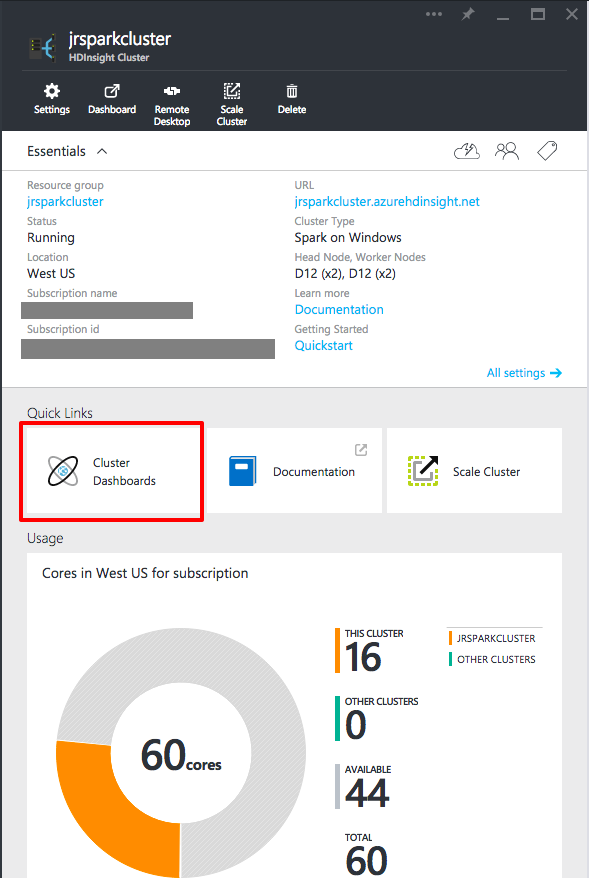 jrsparkcluster
HDInsight Cluster
Settings
Dashboard
Remote
Desktop
Scale
Cluster
Delete
Essentials
Resource group
jrsparkcluster
URL
jrsparkcluster.azurehdinsight.net
Status
Running
Cluster Type
Spark on Windows
Location
West US
Head Node, Worker Nodes
D12 (x2), D12 (x2)
Subscription name
Learn more
Documentation
Subscription id
Getting Started
Quickstart
All settings
Quick Links
Cluster
Dashboards
Documentation
Scale Cluster
Usage
Cores in West US for subscription
60 cores
THIS CLUSTER
16
OTHER CLUSTERS
0
AVAILABLE
44
TOTAL
60
JRSPARKCLUSTER
OTHER CLUSTERS